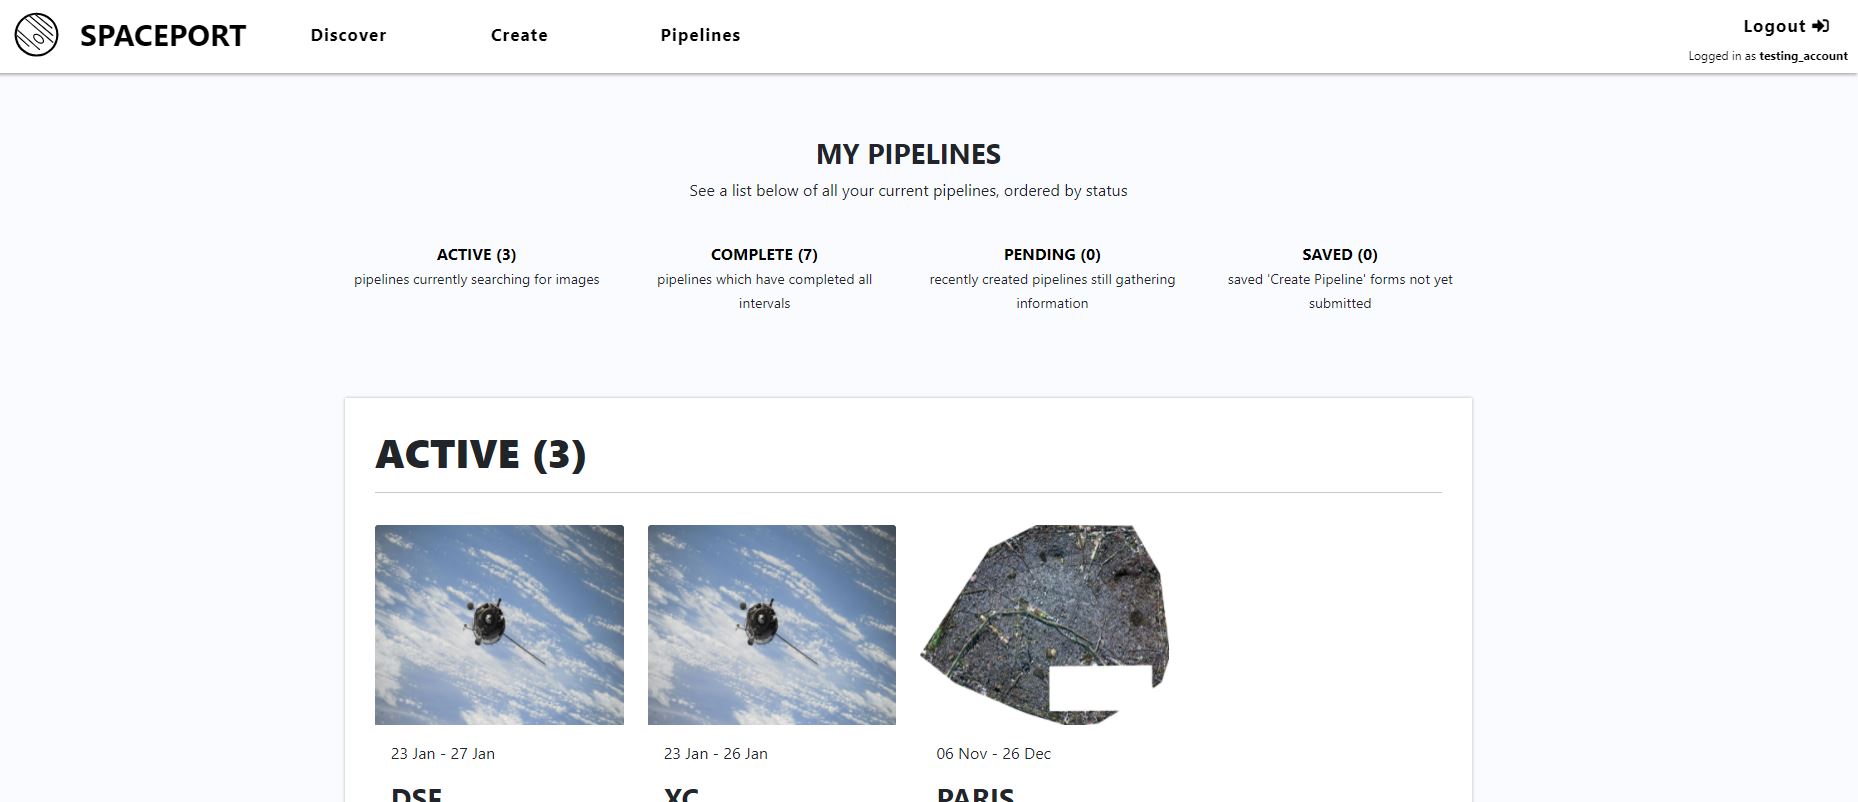 SPACEPORT
Discover
Create
Pipelines
Logout
Logged in as testing_account
MY PIPELINES
See a list below of all your current pipelines, ordered by status
ACTIVE (3)
pipelines currently searching for images
COMPLETE (7)
pipelines which have completed all
intervals
PENDING (0)
recently created pipelines still gathering
information
SAVED (0)
saved 'Create Pipeline' forms not yet
submitted
ACTIVE (3)
23 Jan - 27 Jan
23 Jan - 26 Jan
06 Nov - 26 Dec
XC
PARIS